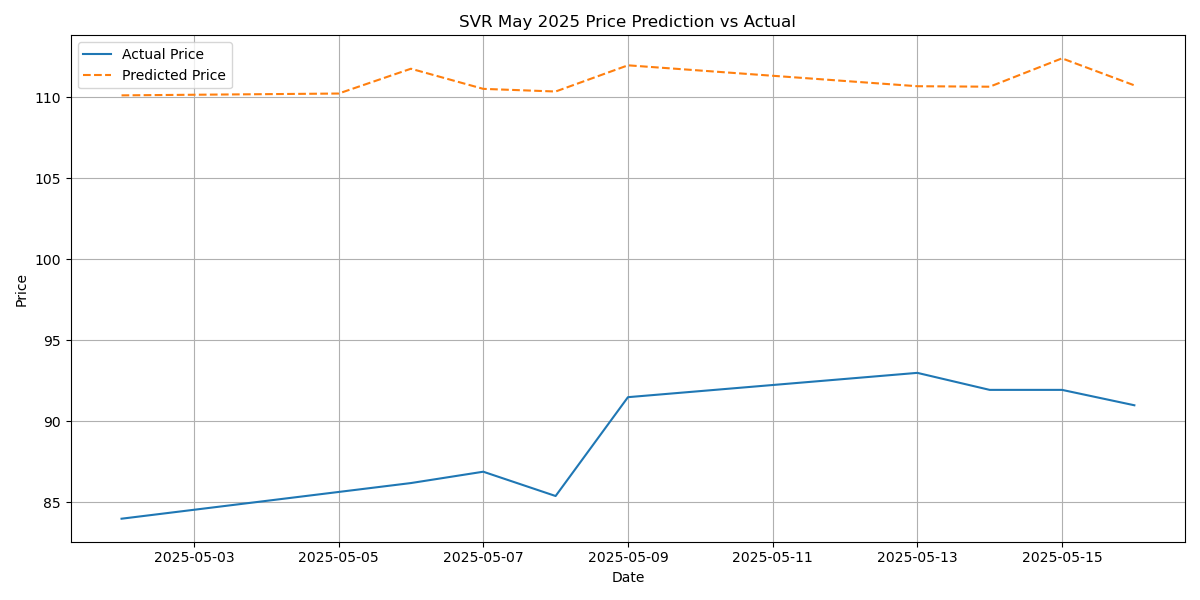 SVR May 2025 Price Prediction vs Actual
Actual Price
Predicted Price
110
105
100
95
90
85
Price
2025-05-03
2025-05-05
2025-05-07
2025-05-09
2025-05-11
2025-05-13
2025-05-15
Date